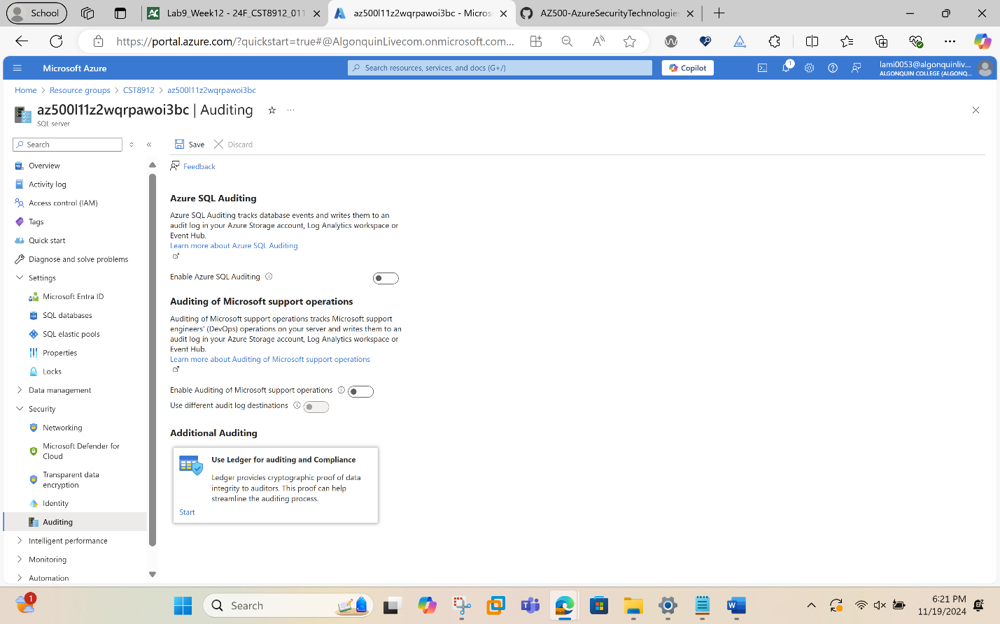 School
Lab9_Week12 - 24F_CST8912_011
az500l11z2wqrpawoi3bc - Micros
AZ500-AzureSecurityTechnologies
https://portal.azure.com/?quickstart=true#@AlgonquinLivecom.onmicrosoft.com...
Microsoft Azure
Search resources, services, and docs (G+/)
Copilot
1
lami0053@algonquinliv...
ALGONQUIN COLLEGE (ALGONQ...
Home > Resource groups > CST8912 > az500l11z2wqrpawoi3bc
az500l11z2wqrpawoi3bc | Auditing
SQL server
Search
Save
Discard
Feedback
Overview
Activity log
Access control (IAM)
Tags
Quick start
Diagnose and solve problems
Settings
Microsoft Entra ID
SQL databases
SQL elastic pools
Properties
Locks
Data management
Security
Networking
Microsoft Defender for
Cloud
Transparent data
encryption
Identity
Auditing
Intelligent performance
Monitoring
Automation
Azure SQL Auditing
Azure SQL Auditing tracks database events and writes them to an
audit log in your Azure Storage account, Log Analytics workspace or
Event Hub.
Learn more about Azure SQL Auditing
Enable Azure SQL Auditing
Auditing of Microsoft support operations
Auditing of Microsoft support operations tracks Microsoft support
engineers' (DevOps) operations on your server and writes them to an
audit log in your Azure Storage account, Log Analytics workspace or
Event Hub.
Learn more about Auditing of Microsoft support operations
Enable Auditing of Microsoft support operations
Use different audit log destinations
Additional Auditing
Use Ledger for auditing and Compliance
Ledger provides cryptographic proof of data
integrity to auditors. This proof can help
streamline the auditing process.
Start
1
Search
6:21 PM
11/19/2024